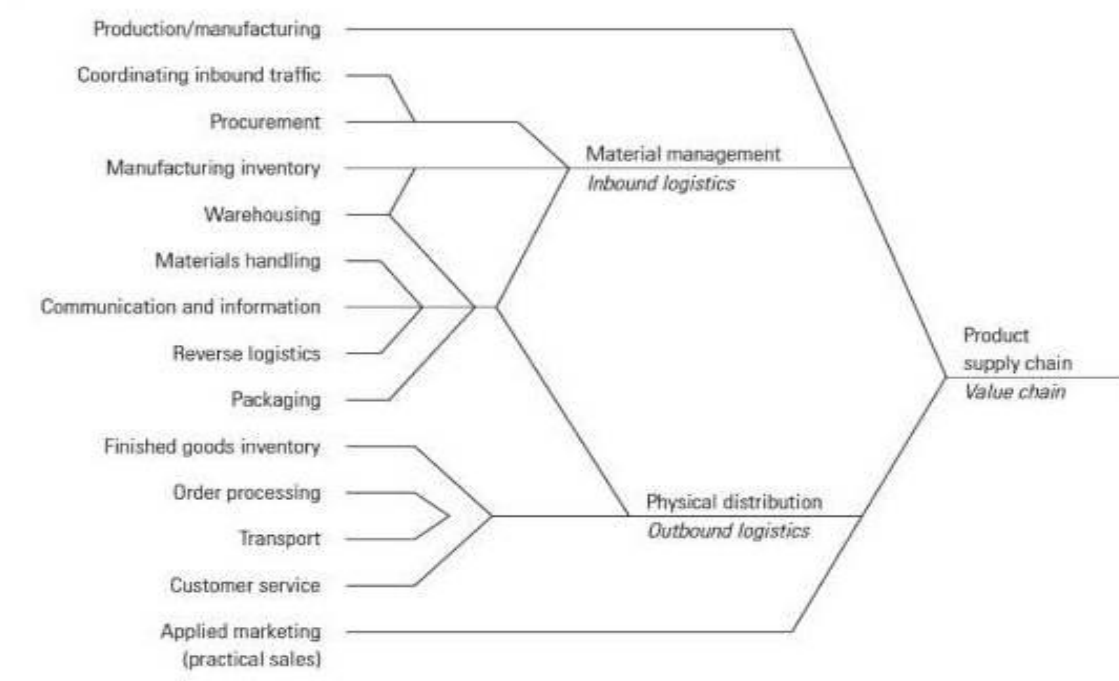 Production/manufacturing
Coordinating inbound traffic
Procurement
Manufacturing inventory
Warehousing
Materials handling
Communication and information
Reverse logistics
Packaging
Finished goods inventory
Order processing
Transport
Customer service
Applied marketing
(practical sales)
Material management
Inbound logistics
Physical distribution
Outbound logistics
Product
supply chain
Value chain